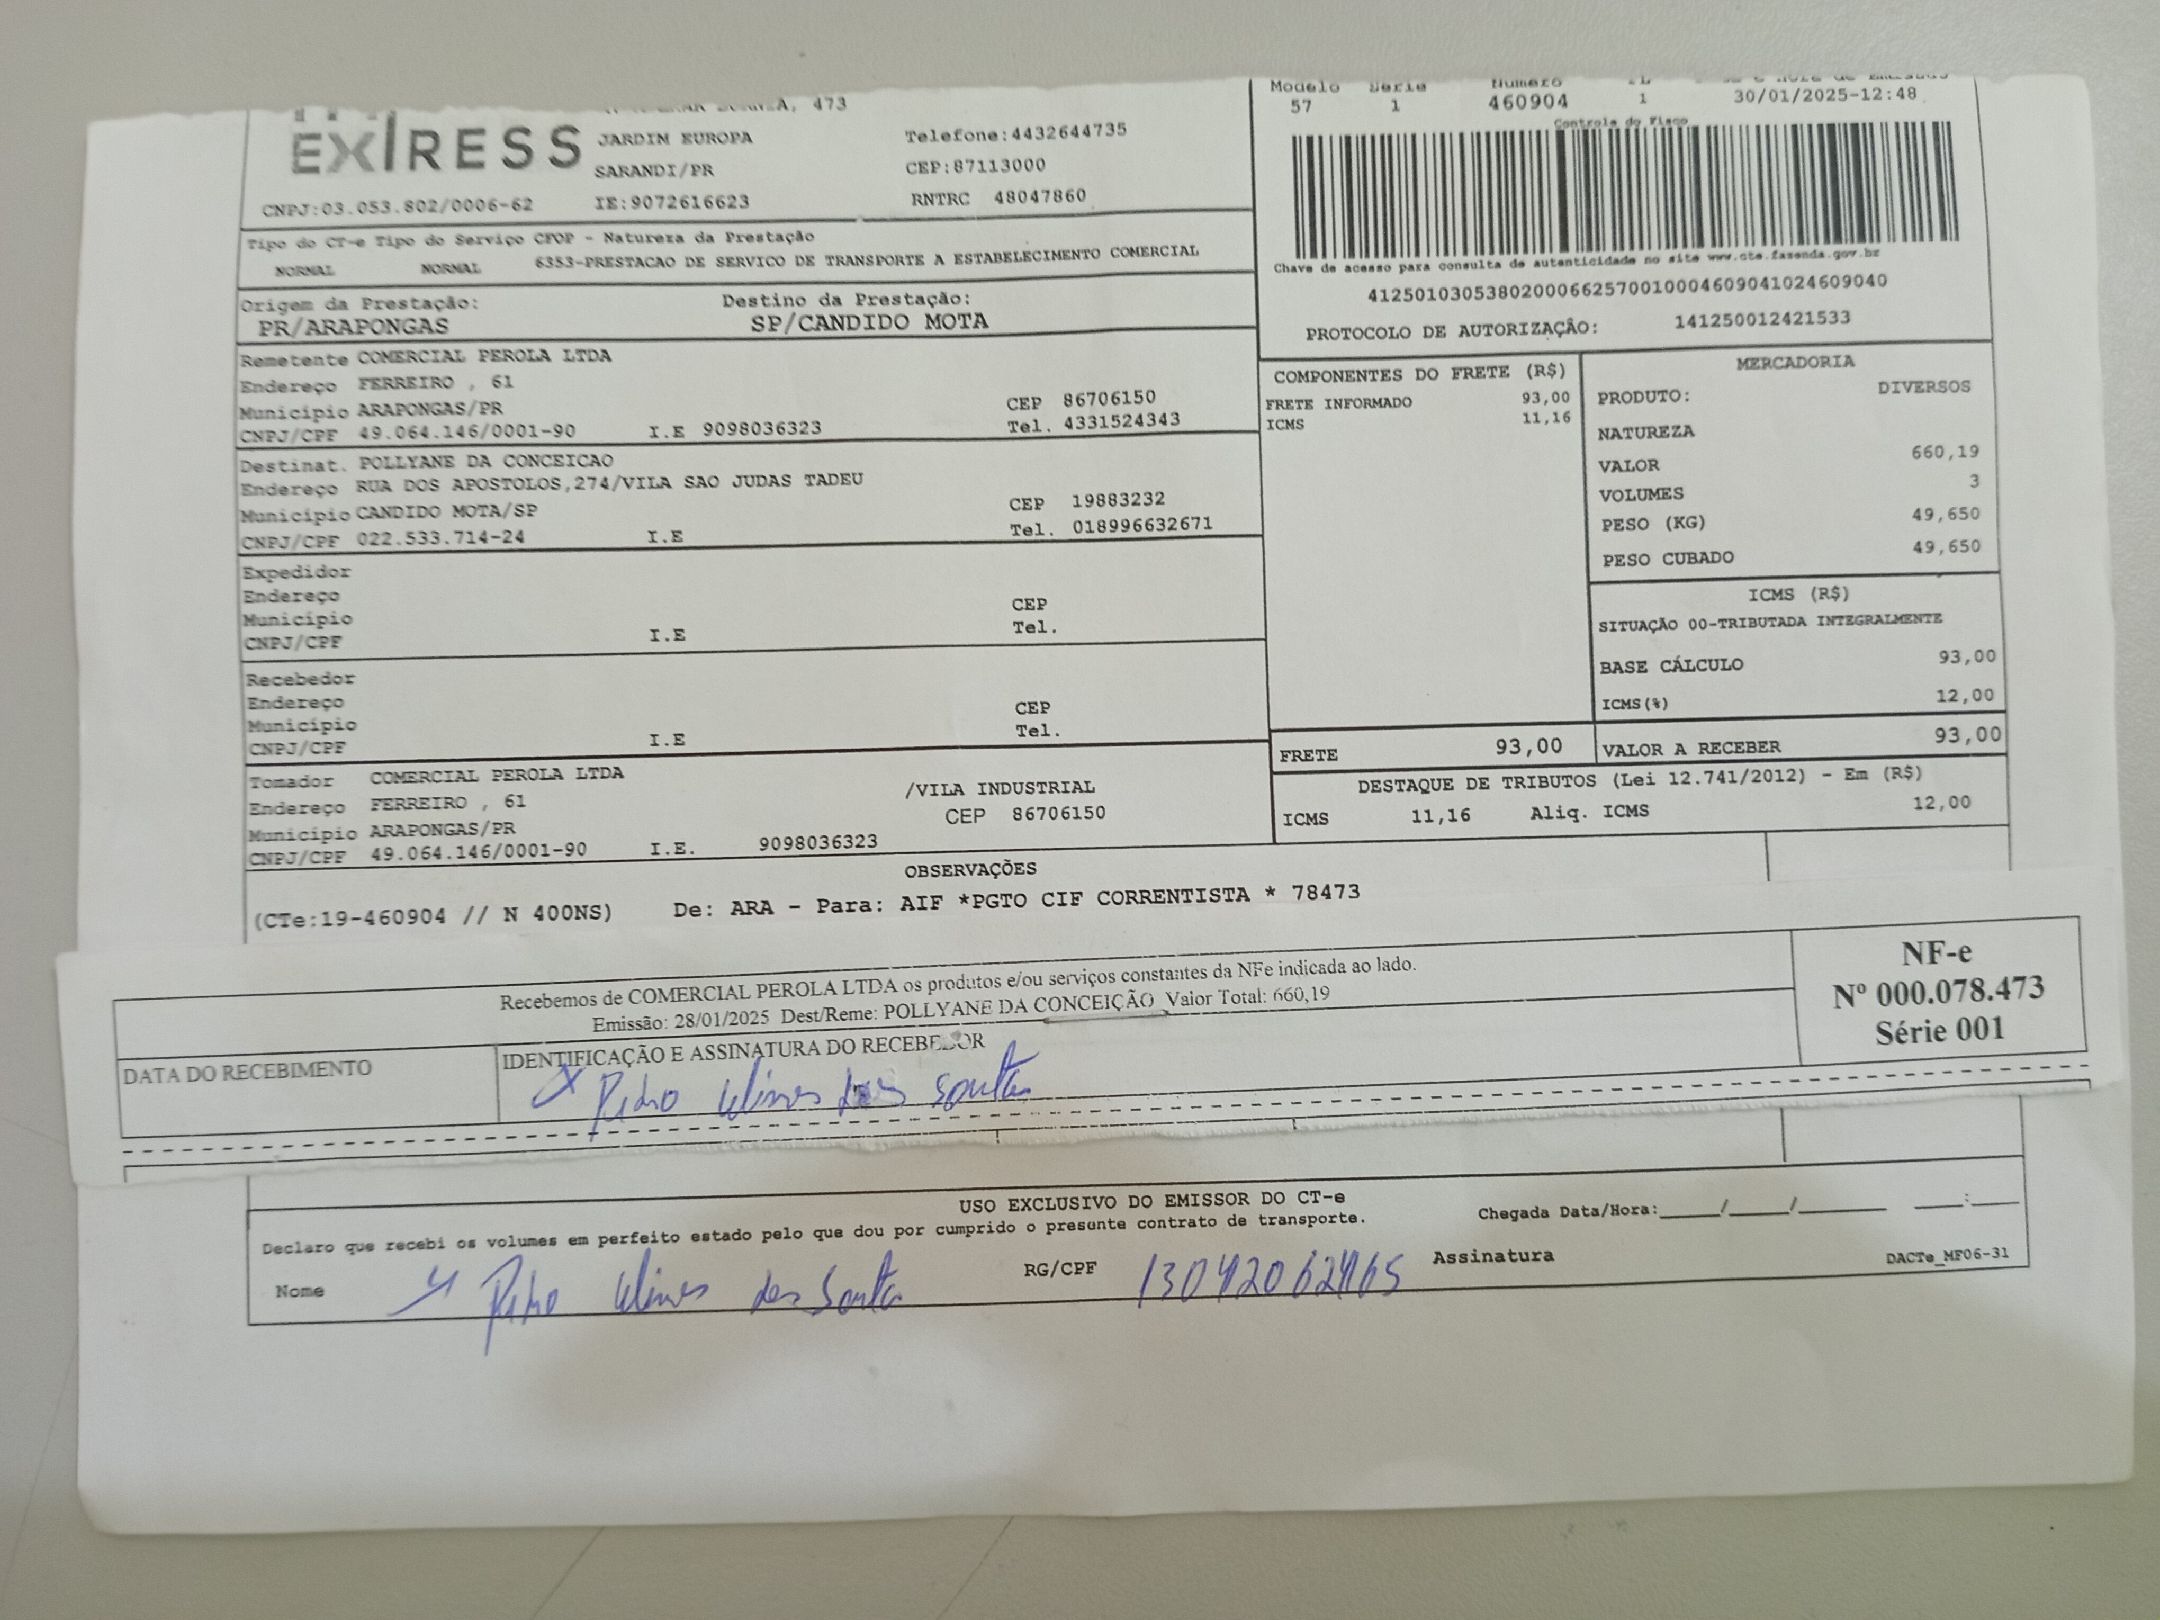 A, 473
Modelo Serie Numero
57 1 460904 1 30/01/2025-12:48
EXPRESS
JARDIM EUROPA Telefone:4432644735
Controle do Fisco
SARANDI/PR CEP:87113000
CNPJ:03.053.802/0006-62 IE:9072616623 RNTRC 48047860
Tipo do CT-e Tipo do Serviço CFOP - Natureza da Prestação
NORMAL NORMAL 6353-PRESTACAO DE SERVICO DE TRANSPORTE A ESTABELECIMENTO COMERCIAL
Chave de acesso para consulta de autenticidade no site www.cte.fazenda.gov.br
41250103053802000662570010004609041024609040
PROTOCOLO DE AUTORIZAÇÃO: 141250012421533
Origem da Prestação: Destino da Prestação:
PR/ARAPONGAS SP/CANDIDO MOTA
Remetente COMERCIAL PEROLA LTDA
Endereço FERREIRO , 61
Município ARAPONGAS/PR CEP 86706150
CNPJ/CPF 49.064.146/0001-90 I.E 9098036323 Tel. 4331524343
Destinat. POLLYANE DA CONCEICAO
Endereço RUA DOS APOSTOLOS,274/VILA SAO JUDAS TADEU
Município CANDIDO MOTA/SP CEP 19883232
CNPJ/CPF 022.533.714-24 I.E Tel. 018996632671
Expedidor
Endereço
Município CEP
CNPJ/CPF I.E Tel.
Recebedor
Endereço
Município CEP
CNPJ/CPF I.E Tel.
Tomador COMERCIAL PEROLA LTDA
Endereço FERREIRO , 61 /VILA INDUSTRIAL
Município ARAPONGAS/PR CEP 86706150
CNPJ/CPF 49.064.146/0001-90 I.E. 9098036323
COMPONENTES DO FRETE (R$)
FRETE INFORMADO 93,00
ICMS 11,16
MERCADORIA
PRODUTO: DIVERSOS
NATUREZA
VALOR 660,19
VOLUMES 3
PESO (KG) 49,650
PESO CUBADO 49,650
ICMS (R$)
SITUAÇÃO 00-TRIBUTADA INTEGRALMENTE
BASE CÁLCULO 93,00
ICMS(%) 12,00
FRETE 93,00 VALOR A RECEBER 93,00
DESTAQUE DE TRIBUTOS (Lei 12.741/2012) - Em (R$)
ICMS 11,16 Aliq. ICMS 12,00
OBSERVAÇÕES
(CTe:19-460904 // N 400NS) De: ARA - Para: AIF *PGTO CIF CORRENTISTA * 78473
Recebemos de COMERCIAL PEROLA LTDA os produtos e/ou serviços constantes da NFe indicada ao lado.
Emissão: 28/01/2025 Dest/Reme: POLLYANE DA CONCEIÇÃO Valor Total: 660,19
NF-e
Nº 000.078.473
Série 001
DATA DO RECEBIMENTO IDENTIFICAÇÃO E ASSINATURA DO RECEBEDOR
USO EXCLUSIVO DO EMISSOR DO CT-e
Declaro que recebi os volumes em perfeito estado pelo que dou por cumprido o presente contrato de transporte. Chegada Data/Hora:_____/_____/________ ____:____
Nome RG/CPF 13042062465 Assinatura DACTe_MF06-31